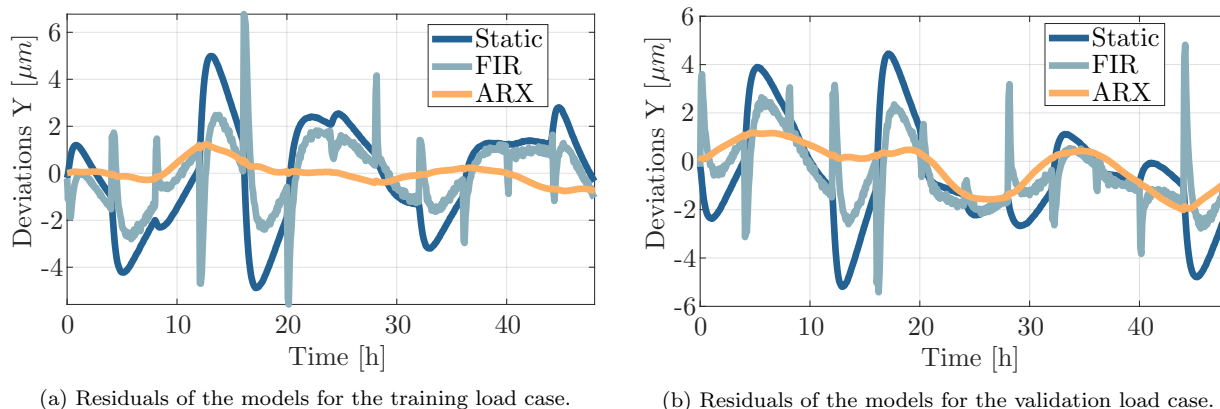 Deviations Y [μm]
6
4
2
0
-2
-4
0
10
20
30
40
Time [h]
Static
FIR
ARX
(a) Residuals of the models for the training load case.
Deviations Y [μm]
6
4
2
0
-2
-4
-6
0
10
20
30
40
Time [h]
Static
FIR
ARX
(b) Residuals of the models for the validation load case.